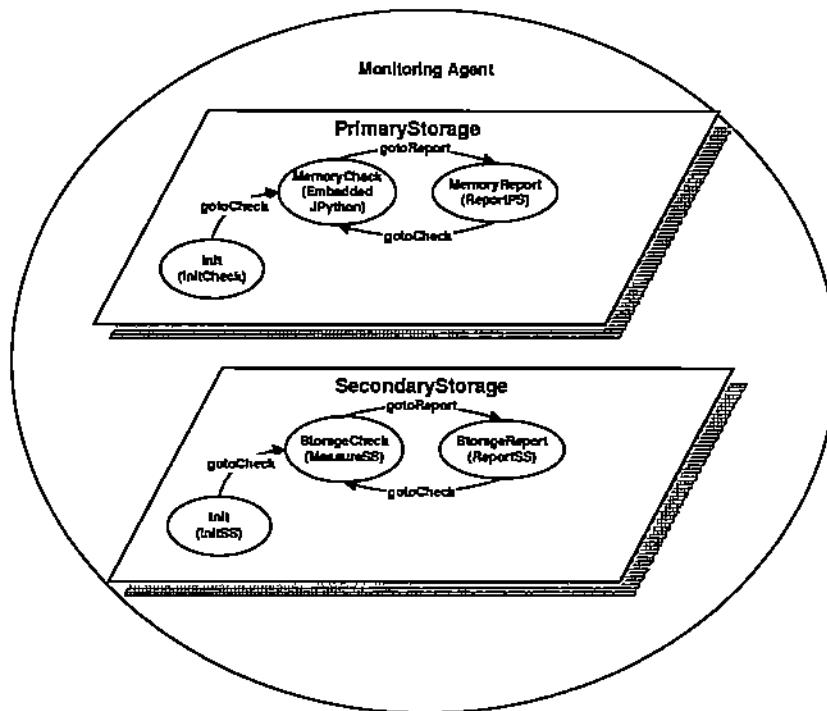 Monitoring Agent
PrimaryStorage
gotoReport
MemoryCheck
(Embedded
JPython)
MemoryReport
(ReportPS)
gotoCheck
gotoCheck
Init
(InitCheck)
SecondaryStorage
gotoReport
StorageCheck
(MeasureSS)
StorageReport
(ReportSS)
gotoCheck
gotoCheck
Init
(InitSS)